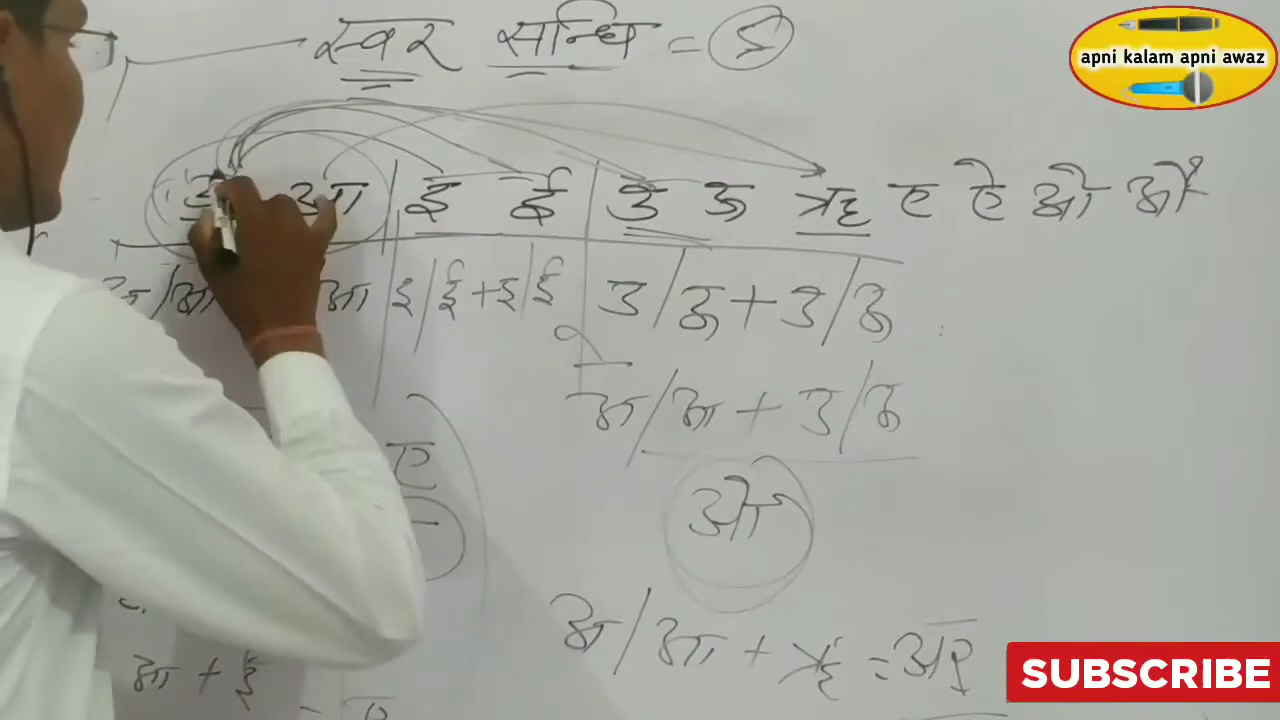 स्वर सन्धि = 5
apni kalam apni awaz
आ इ ई उ ऊ ऋ ए ऐ ओ औ
/आ आ इ/ई+इ/ई उ/ऊ+उ/ऊ
अ/आ+उ/ऊ
ए
ओ
अ/आ+ऋ=अर्
आ+ई
SUBSCRIBE